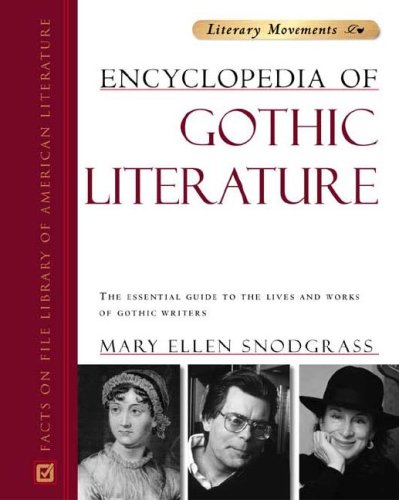 Literary Movements
ENCYCLOPEDIA OF
GOTHIC
LITERATURE
THE ESSENTIAL GUIDE TO THE LIVES AND WORKS
OF GOTHIC WRITERS
MARY ELLEN SNODGRASS
FACTS ON FILE LIBRARY OF AMERICAN LITERATURE